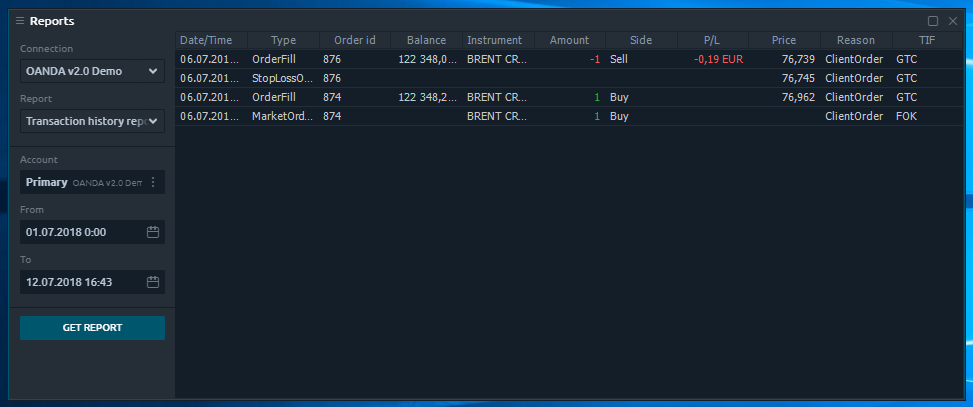 Reports
Connection
OANDA v2.0 Demo
Report
Transaction history rep
Account
Primary OANDA v2.0 Dem
From
01.07.2018 0:00
To
12.07.2018 16:43
GET REPORT
Date/Time Type Order id Balance Instrument Amount Side P/L Price Reason TIF
06.07.201... OrderFill 876 122 348,0... BRENT CR... -1 Sell -0,19 EUR 76,739 ClientOrder GTC
06.07.201... StopLossO... 876 76,745 ClientOrder GTC
06.07.201... OrderFill 874 122 348,2... BRENT CR... 1 Buy 76,962 ClientOrder GTC
06.07.201... MarketOrd... 874 BRENT CR... 1 Buy ClientOrder FOK